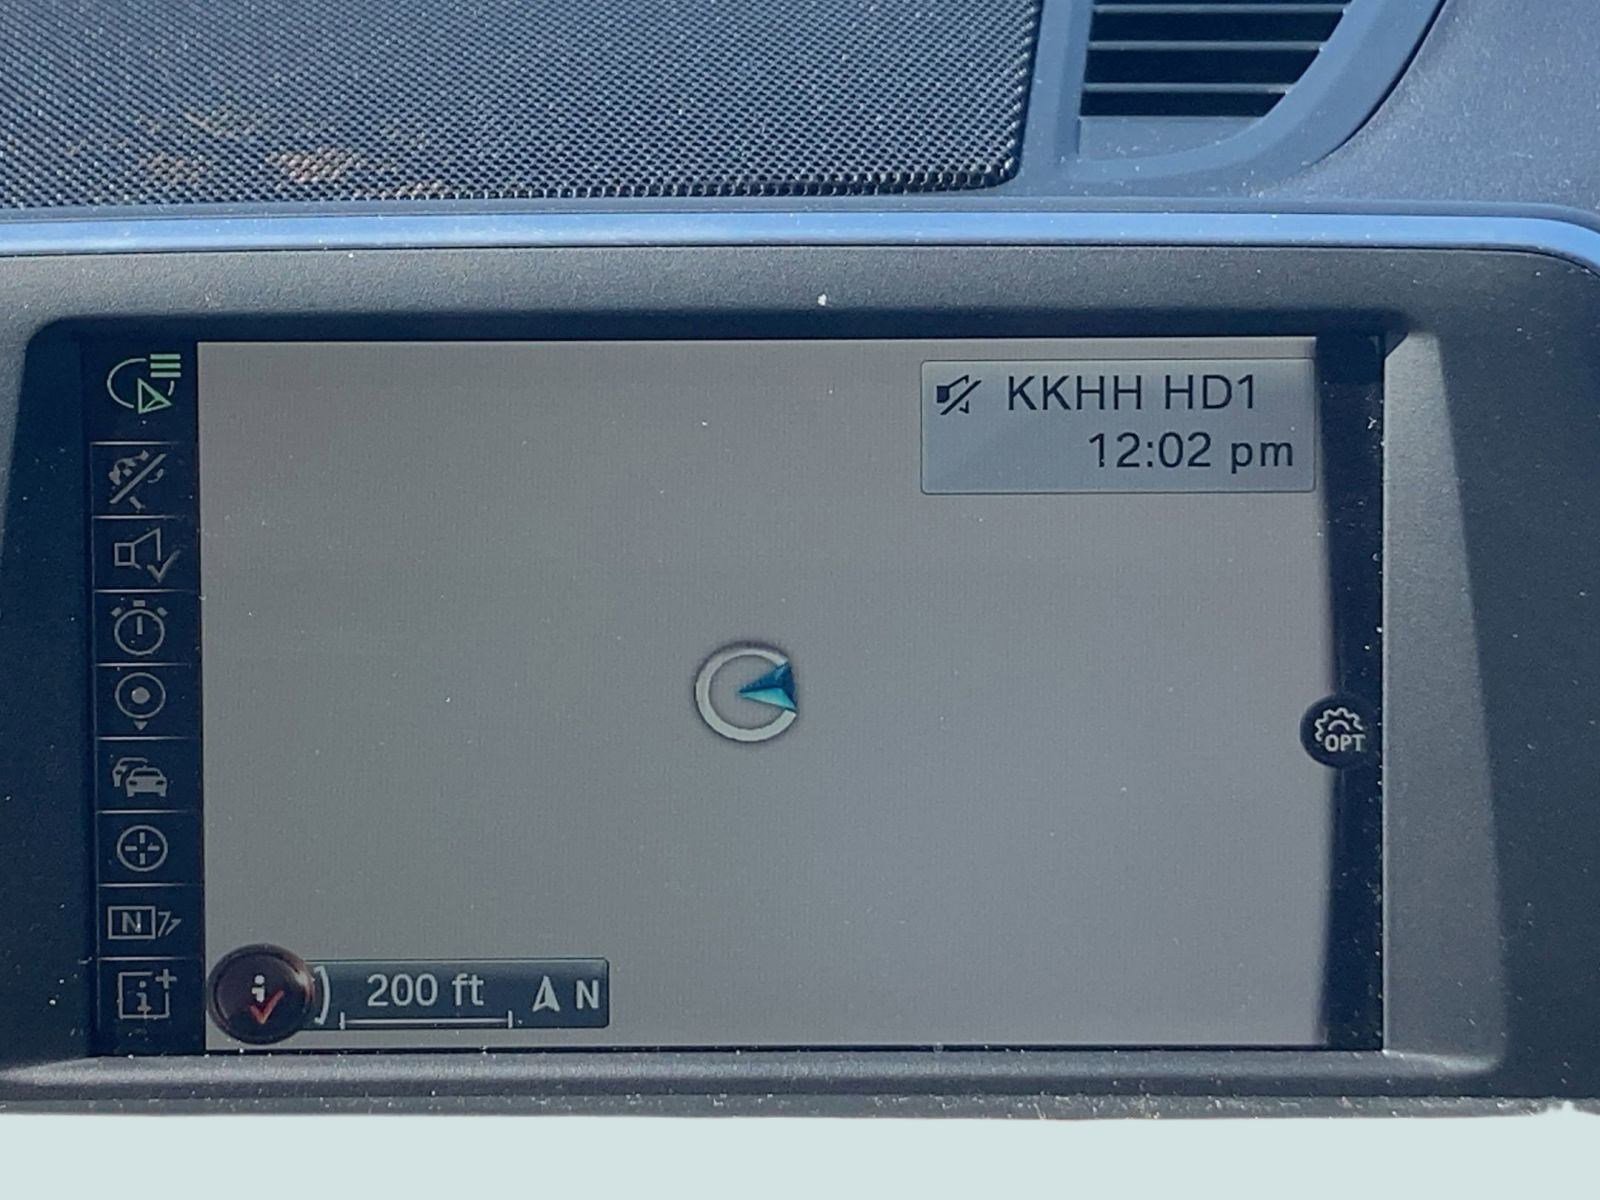 KKHH HD1
12:02 pm
OPT
N
200 ft N